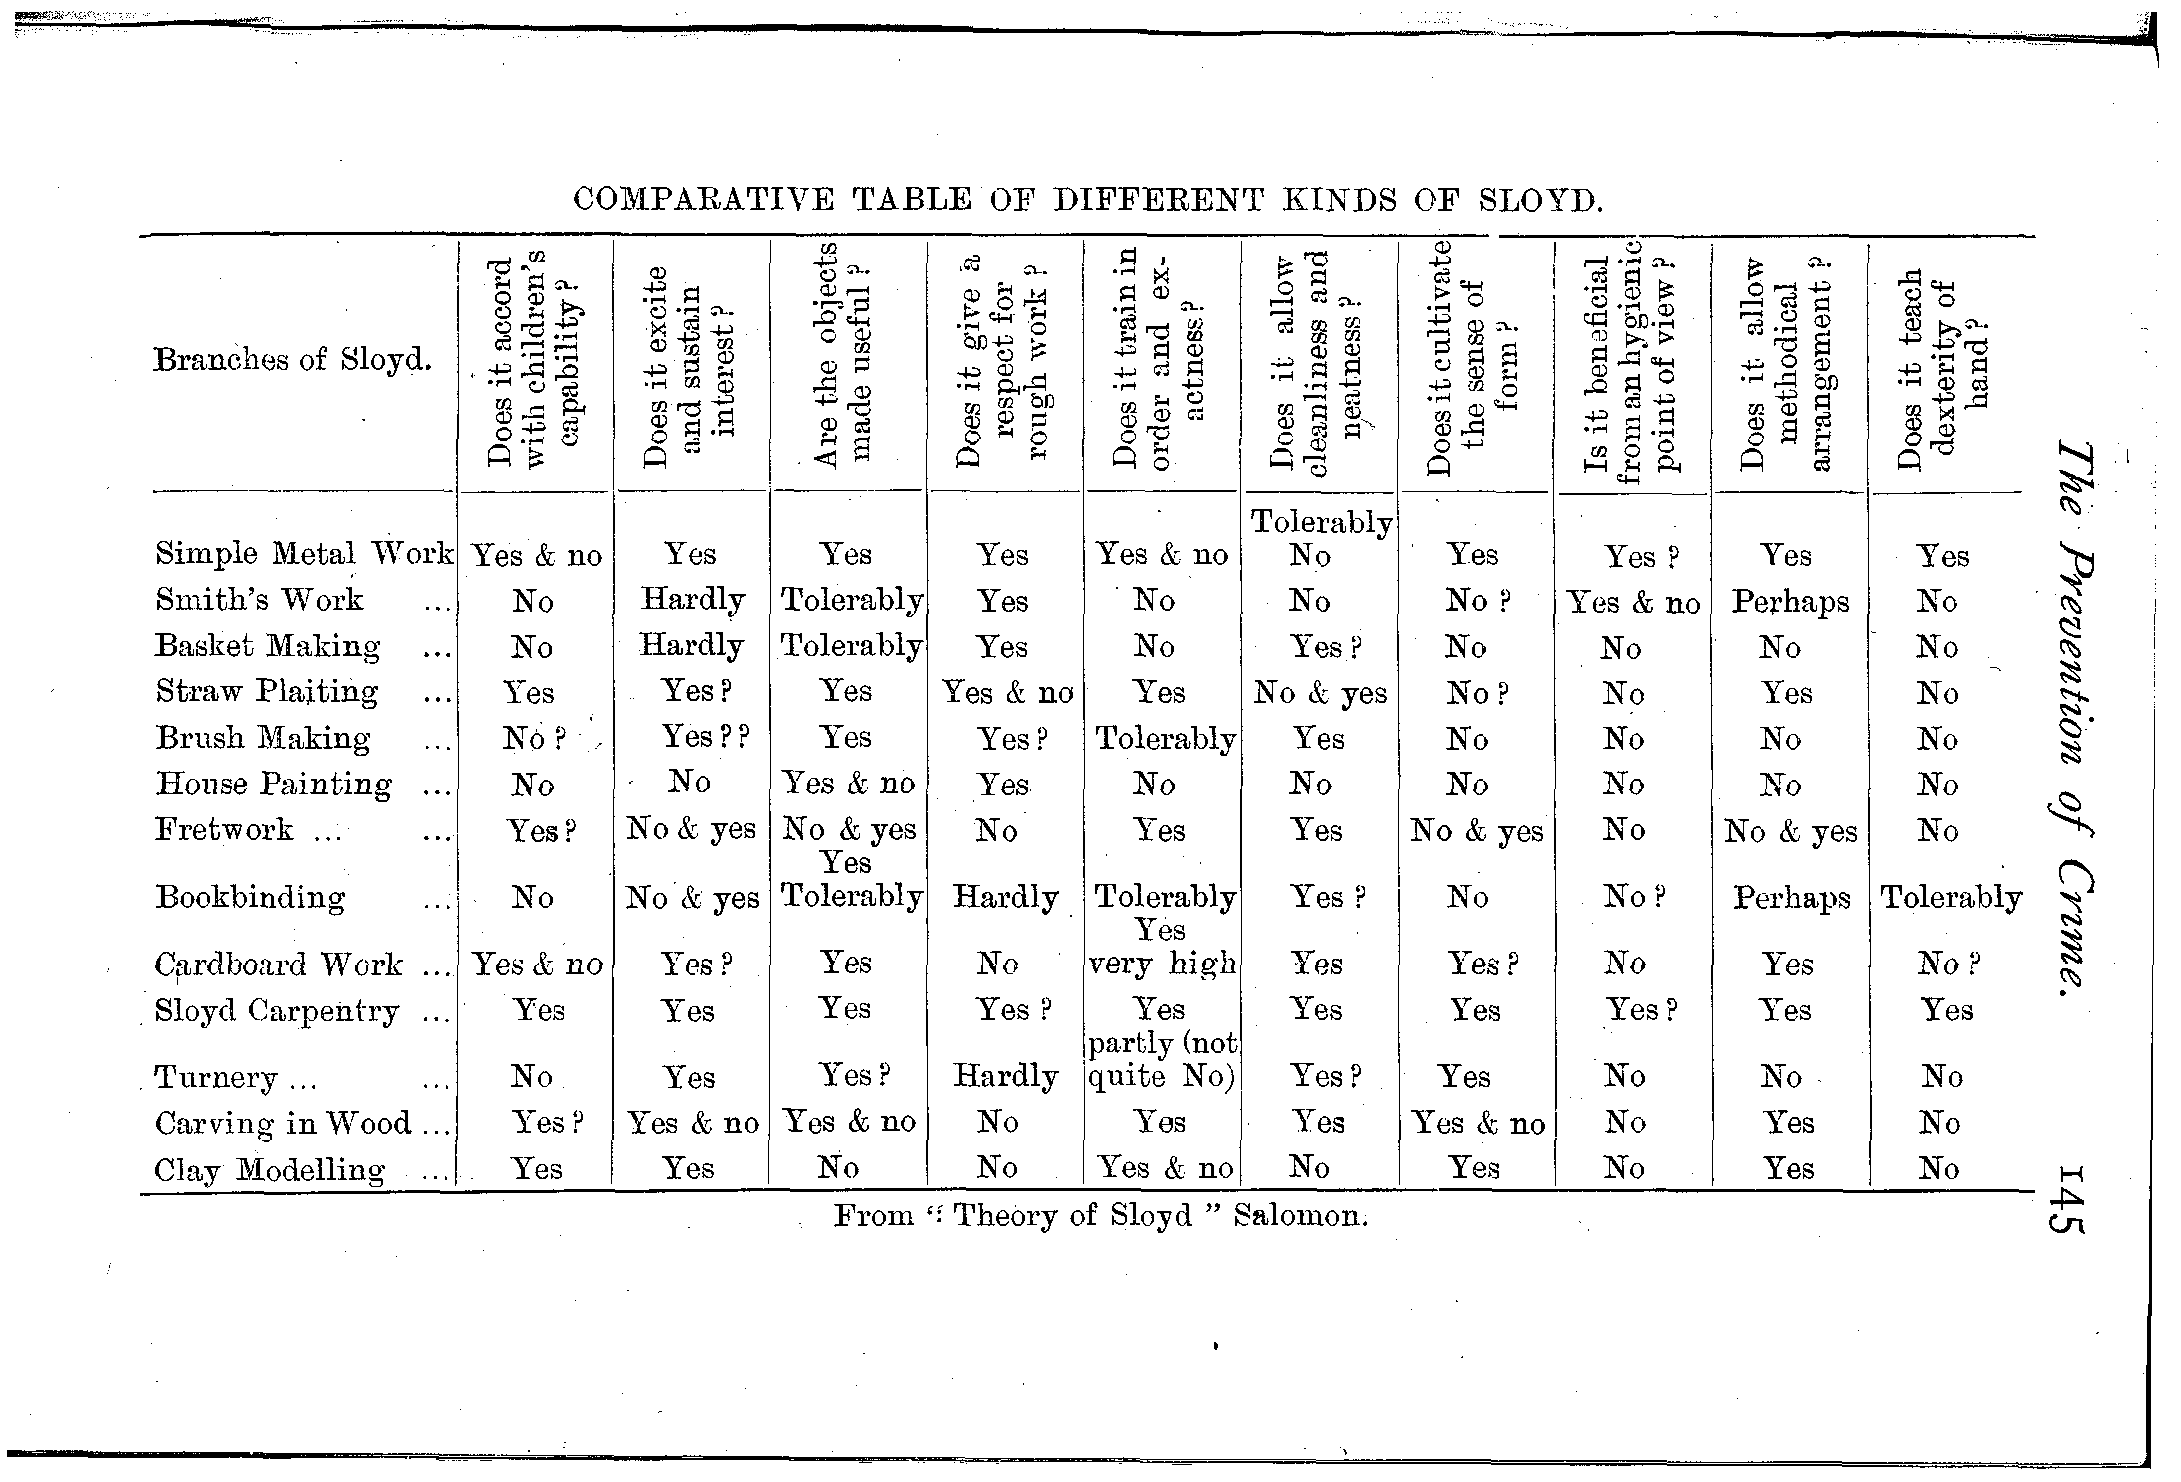 COMPARATIVE TABLE OF DIFFERENT KINDS OF SLOYD.
Branches of Sloyd.
Does it accord
with children's
capability?
Does it excite
and sustain
interest?
Are the objects
made useful?
Does it give a
respect for
rough work?
Does it train in
order and ex-
actness?
Does it allow
cleanliness and
neatness?
Does it cultivate
the sense of
form?
Is it beneficial
from an hygienic
point of view?
Does it allow
methodical
arrangement?
Does it teach
dexterity of
hand?
Tolerably
Simple Metal Work Yes & no Yes Yes Yes Yes & no No Yes Yes? Yes Yes
Smith's Work ... No Hardly Tolerably Yes No No No? Yes & no Perhaps No
Basket Making ... No Hardly Tolerably Yes No Yes? No No No No
Straw Plaiting ... Yes Yes? Yes Yes & no Yes No & yes No? No Yes No
Brush Making ... No? Yes?? Yes Yes? Tolerably Yes No No No No
House Painting ... No No Yes & no Yes No No No No No No
Fretwork ... ... Yes? No & yes No & yes No Yes Yes No & yes No No & yes No
Yes
Bookbinding ... No No & yes Tolerably Hardly Tolerably Yes? No No? Perhaps Tolerably
Yes
Cardboard Work ... Yes & no Yes? Yes No very high Yes Yes? No Yes No?
Sloyd Carpentry ... Yes Yes Yes Yes? Yes Yes Yes Yes? Yes Yes
partly (not
Turnery ... ... No Yes Yes? Hardly quite No) Yes? Yes No No No
Carving in Wood ... Yes? Yes & no Yes & no No Yes Yes Yes & no No Yes No
Clay Modelling ... Yes Yes No No Yes & no No Yes No Yes No
From "Theory of Sloyd" Salomon.
The Prevention of Crime. 145